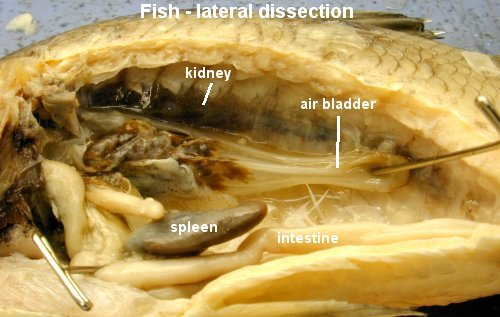 Fish - lateral dissection
kidney
air bladder
spleen
intestine